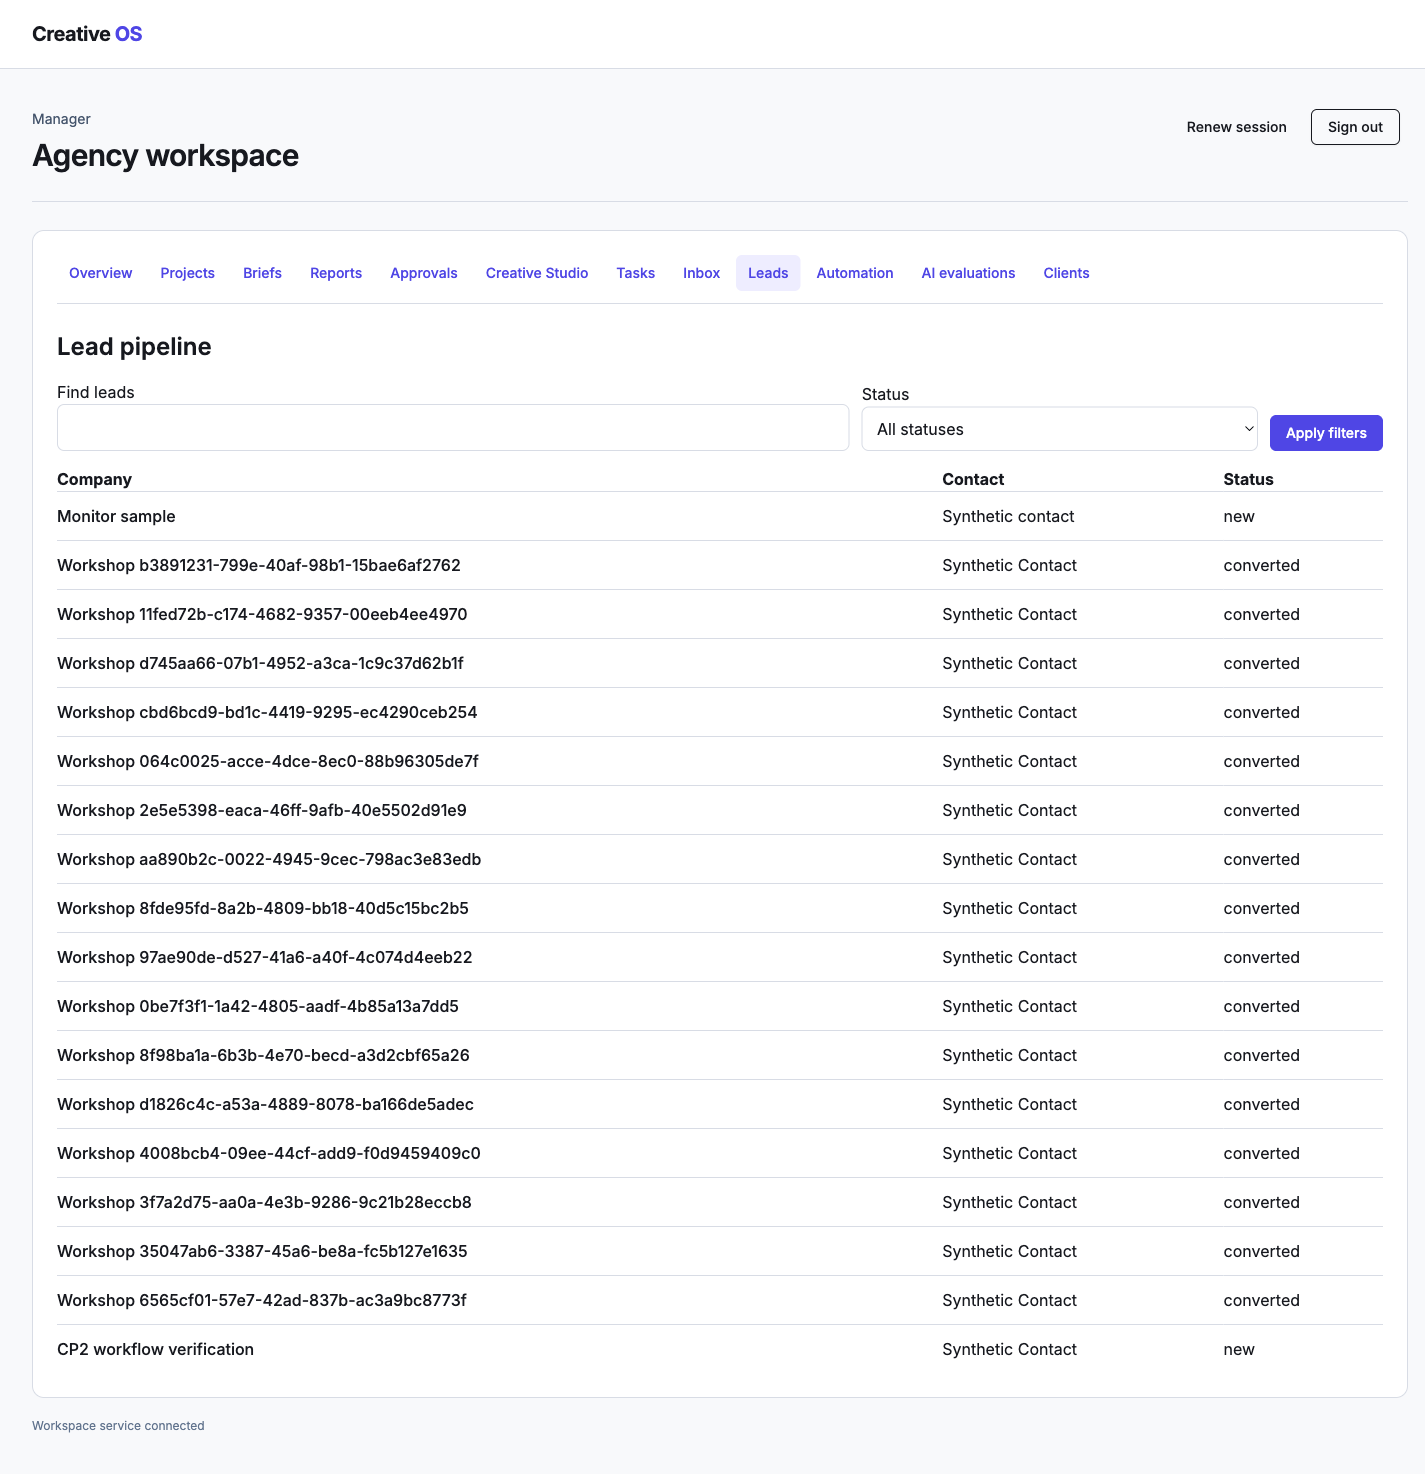 Creative OS
Manager
Agency workspace
Renew session
Sign out
Overview Projects Briefs Reports Approvals Creative Studio Tasks Inbox Leads Automation AI evaluations Clients
Lead pipeline
Find leads
Status
All statuses
Apply filters
Company Contact Status
Monitor sample Synthetic contact new
Workshop b3891231-799e-40af-98b1-15bae6af2762 Synthetic Contact converted
Workshop 11fed72b-c174-4682-9357-00eeb4ee4970 Synthetic Contact converted
Workshop d745aa66-07b1-4952-a3ca-1c9c37d62b1f Synthetic Contact converted
Workshop cbd6bcd9-bd1c-4419-9295-ec4290ceb254 Synthetic Contact converted
Workshop 064c0025-acce-4dce-8ec0-88b96305de7f Synthetic Contact converted
Workshop 2e5e5398-eaca-46ff-9afb-40e5502d91e9 Synthetic Contact converted
Workshop aa890b2c-0022-4945-9cec-798ac3e83edb Synthetic Contact converted
Workshop 8fde95fd-8a2b-4809-bb18-40d5c15bc2b5 Synthetic Contact converted
Workshop 97ae90de-d527-41a6-a40f-4c074d4eeb22 Synthetic Contact converted
Workshop 0be7f3f1-1a42-4805-aadf-4b85a13a7dd5 Synthetic Contact converted
Workshop 8f98ba1a-6b3b-4e70-becd-a3d2cbf65a26 Synthetic Contact converted
Workshop d1826c4c-a53a-4889-8078-ba166de5adec Synthetic Contact converted
Workshop 4008bcb4-09ee-44cf-add9-f0d9459409c0 Synthetic Contact converted
Workshop 3f7a2d75-aa0a-4e3b-9286-9c21b28eccb8 Synthetic Contact converted
Workshop 35047ab6-3387-45a6-be8a-fc5b127e1635 Synthetic Contact converted
Workshop 6565cf01-57e7-42ad-837b-ac3a9bc8773f Synthetic Contact converted
CP2 workflow verification Synthetic Contact new
Workspace service connected